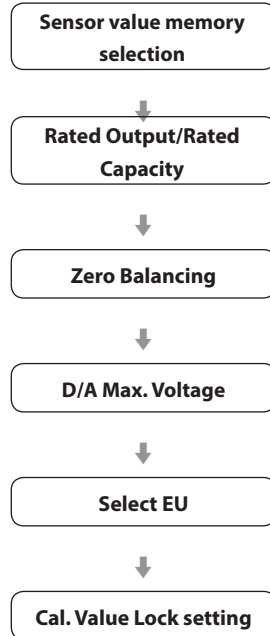 Sensor value memory
selection
Rated Output/Rated
Capacity
Zero Balancing
D/A Max. Voltage
Select EU
Cal. Value Lock setting